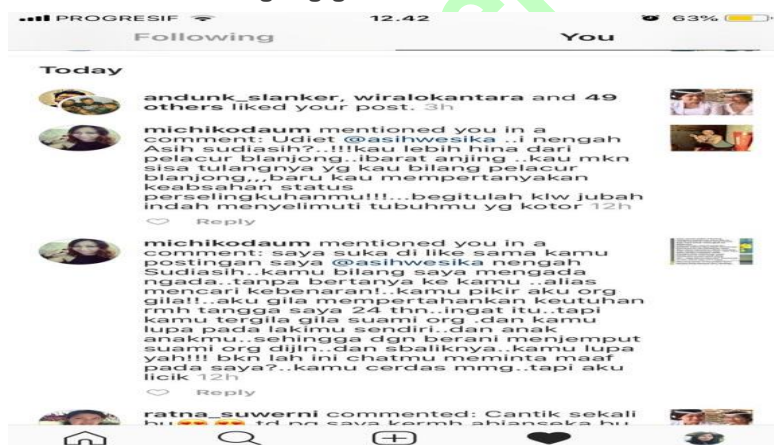 PROGRESIF 12.42 63%
Following You
Today
andunk_slanker, wiralokantara and 49
others liked your post. 3h
michikodaum mentioned you in a
comment: Udiet @asihwesika ..i nengah
Asih sudiasih?..!!!kau lebih hina dari
pelacur blanjong..ibarat anjing ..kau mkn
sisa tulangnya yg kau bilang pelacur
blanjong,,,baru kau mempertanyakan
keabsahan status
perselingkuhanmu!!!...begitulah klw jubah
indah menyelimuti tubuhmu yg kotor 12h
Reply
michikodaum mentioned you in a
comment: saya suka di like sama kamu
postingan saya @asihwesika nengah
Sudiasih..kamu bilang saya mengada
ngada..tanpa bertanya ke kamu ..alias
mencari kebenaran!..kamu pikir aku org
gila!!..aku gila mempertahankan keutuhan
rmh tangga saya 24 thn..ingat itu..tapi
kamu tergila gila suami org .dan kamu
lupa pada lakimu sendiri..dan anak
anakmu..sehingga dgn berani menjemput
suami org dijln..dan sbaliknya..kamu lupa
yah!!! bkn lah ini chatmu meminta maaf
pada saya?..kamu cerdas mmg..tapi aku
licik 12h
Reply
ratna_suwerni commented: Cantik sekali